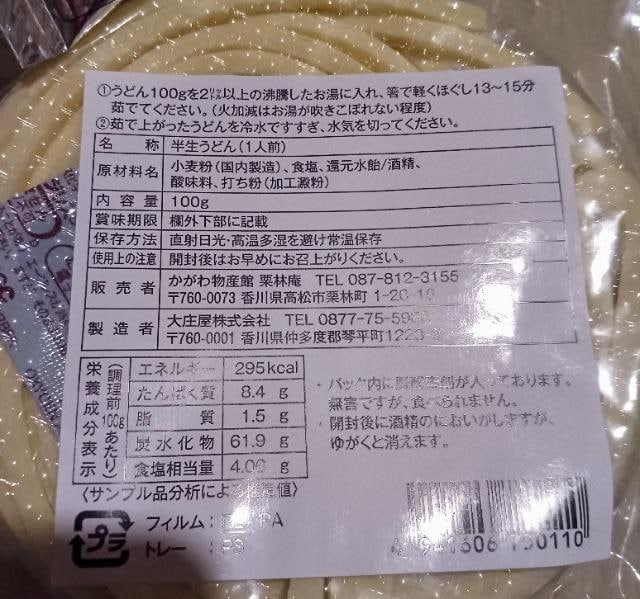 ①うどん100gを2㍑以上の沸騰したお湯に入れ、箸で軽くほぐし13〜15分
茹でてください。(火加減はお湯が吹きこぼれない程度)
②茹で上がったうどんを冷水ですすぎ、水気を切ってください。
名称 半生うどん(1人前)
原材料名 小麦粉(国内製造)、食塩、還元水飴/酒精、
酸味料、打ち粉(加工澱粉)
内容量 100g
賞味期限 欄外下部に記載
保存方法 直射日光・高温多湿を避け常温保存
使用上の注意 開封後はお早めにお召上がりください。
販売者 かがわ物産館 栗林庵 TEL 087-812-3155
〒760-0073 香川県高松市栗林町 1-20-16
製造者 大庄屋株式会社 TEL 0877-75-
〒760-0001 香川県仲多度郡琴平町1223-
栄養成分表示
(調理前100gあたり)
エネルギー 295kcal
たんぱく質 8.4 g
脂質 1.5 g
炭水化物 61.9 g
食塩相当量 4.06 g
〈サンプル品分析による推定値〉
・パック内に脱酸素剤が入っております。
無害ですが、食べられません。
・開封後に酒精のにおいがしますが、
ゆがくと消えます。
プラ
フィルム: PA
トレー:PS